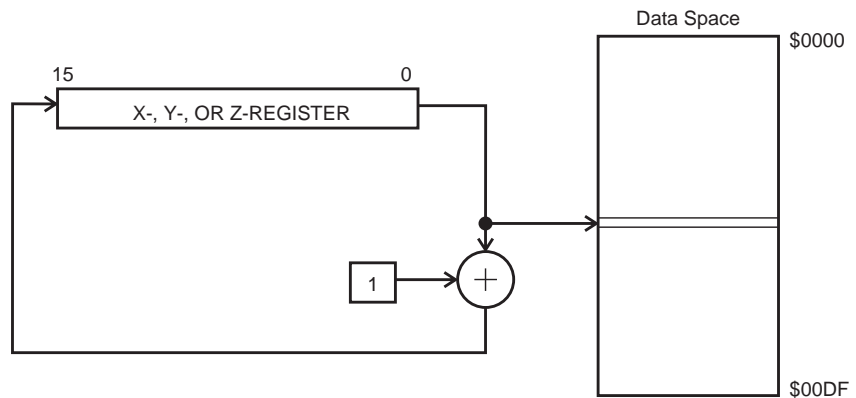 Data Space
$0000
15
0
X-, Y-, OR Z-REGISTER
1
+
$00DF